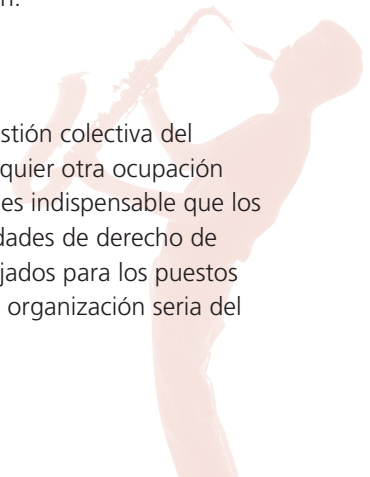 stión colectiva del
quier otra ocupación
es indispensable que los
dades de derecho de
jados para los puestos
organización seria del